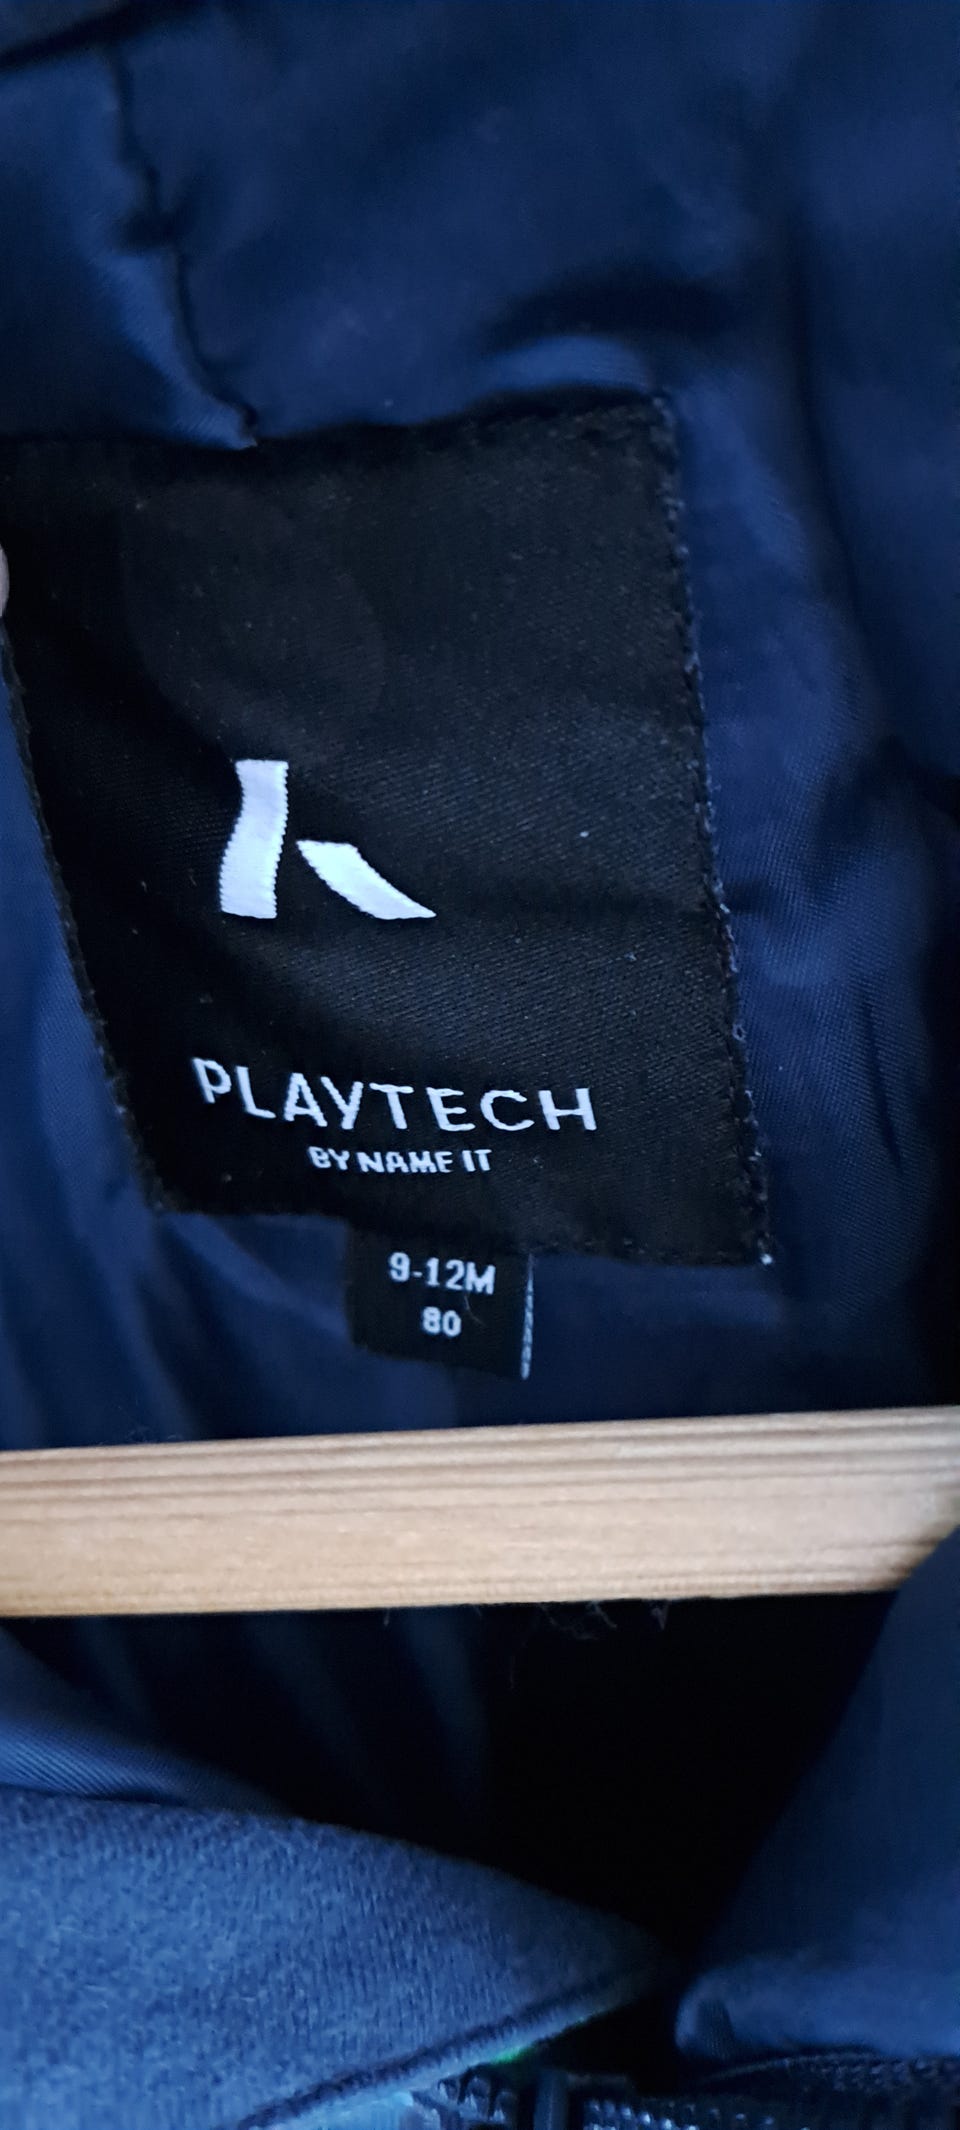 PLAYTECH
BY NAME IT
9-12M
80